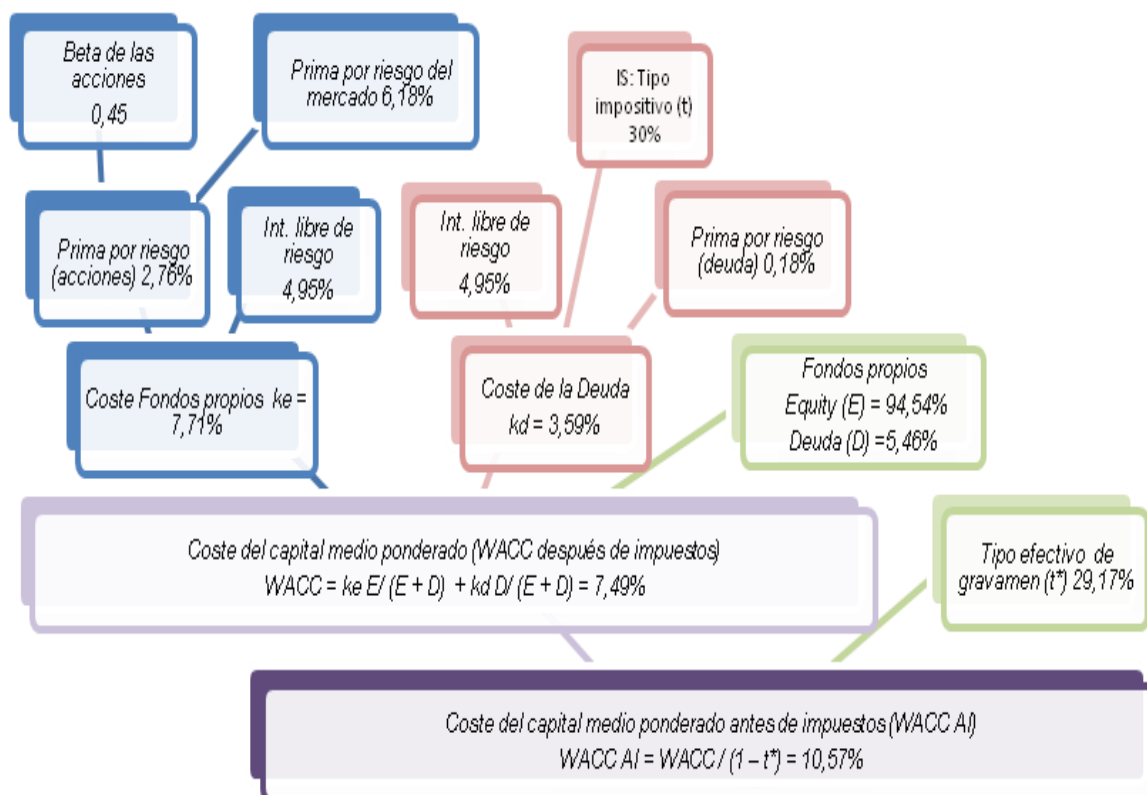 Beta de las
acciones
0,45
Prima por riesgo del
mercado 6,18%
IS: Tipo
impositivo (t)
30%
Prima por riesgo
(acciones) 2,76%
Int. libre de
riesgo
4,95%
Int. libre de
riesgo
4,95%
Prima por riesgo
(deuda) 0,18%
Coste Fondos propios ke =
7,71%
Coste de la Deuda
kd = 3,59%
Fondos propios
Equity (E) = 94,54%
Deuda (D) =5,46%
Coste del capital medio ponderado (WACC después de impuestos)
WACC = ke E/ (E + D) + kd D/ (E + D) = 7,49%
Tipo efectivo de
gravamen (t*) 29,17%
Coste del capital medio ponderado antes de impuestos (WACC AI)
WACC AI = WACC / (1 – t*) = 10,57%